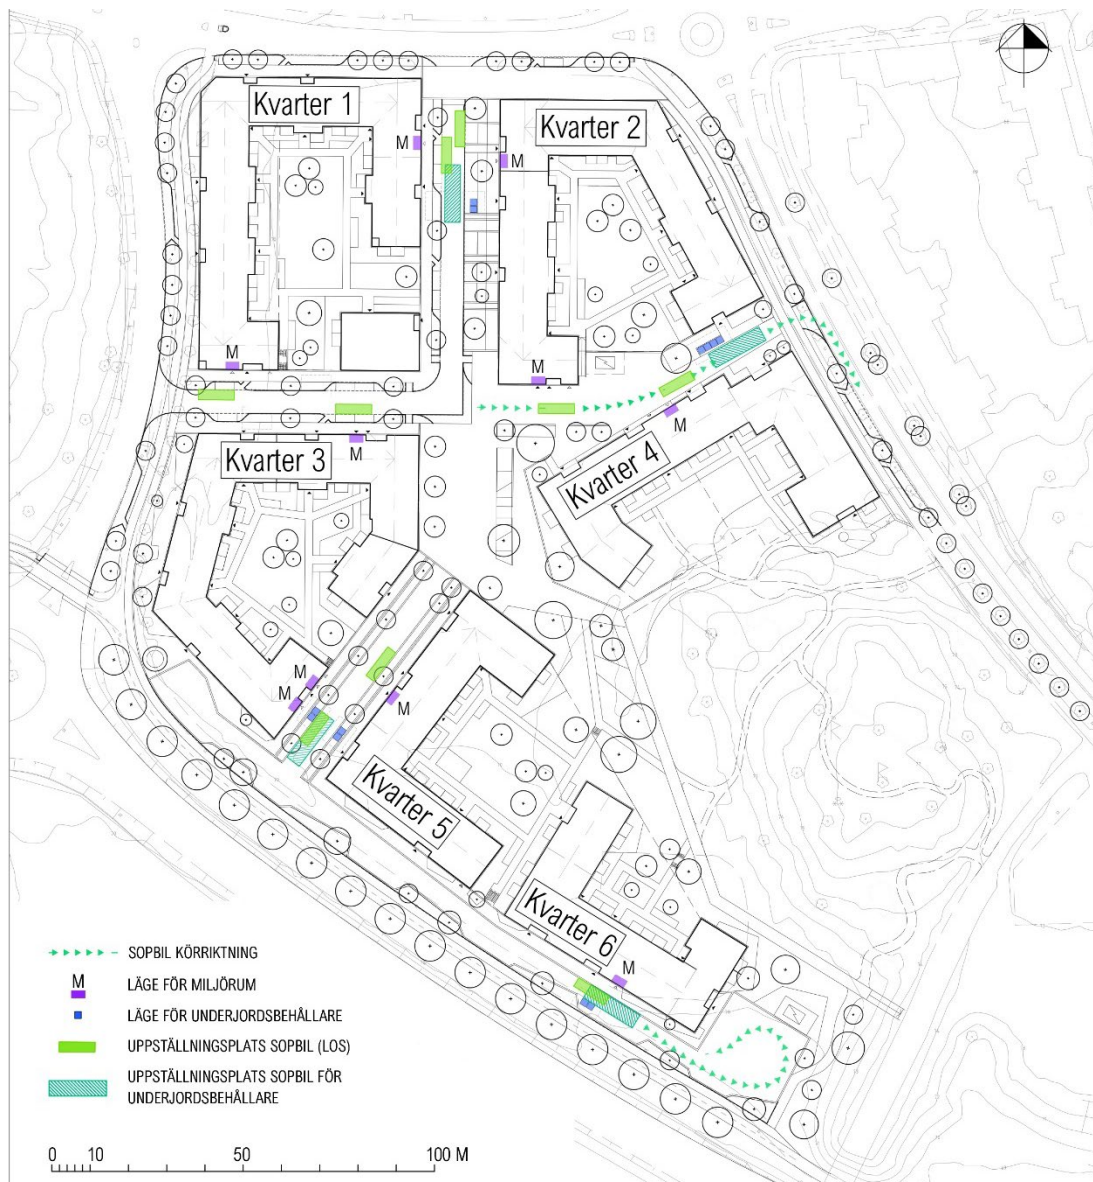 Kvarter 1
Kvarter 2
M
M
M
M
Kvarter 3
M
M
Kvarter 4
M
M
M
Kvarter 5
Kvarter 6
M
SOPBIL KÖRRIKTNING
M
LÄGE FÖR MILJÖRUM
LÄGE FÖR UNDERJORDSBEHÅLLARE
UPPSTÄLLNINGSPLATS SOPBIL (LOS)
UPPSTÄLLNINGSPLATS SOPBIL FÖR
UNDERJORDSBEHÅLLARE
0 10 50 100 M